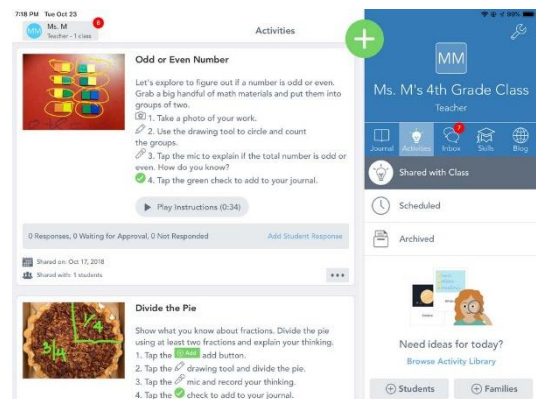 7:18 PM Tue Oct 23
99%
MM
Ms. M
Teacher - 1 class
8
Activities
Odd or Even Number
Let's explore to figure out if a number is odd or even.
Grab a big handful of math materials and put them into
groups of two.
1. Take a photo of your work.
2. Use the drawing tool to circle and count
the groups.
3. Tap the mic to explain if the total number is odd or
even. How do you know?
4. Tap the green check to add to your journal.
Play Instructions (0:34)
0 Responses, 0 Waiting for Approval, 0 Not Responded
Add Student Response
Shared on: Oct 17, 2018
Shared with: 1 students
3/4
1/4
Divide the Pie
Show what you know about fractions. Divide the pie
using at least two fractions and explain your thinking.
1. Tap the Add add button.
2. Tap the drawing tool and divide the pie.
3. Tap the mic and record your thinking.
4. Tap the check to add to your journal.
MM
Ms. M's 4th Grade Class
Teacher
Journal
Activities
Inbox
7
Skills
Blog
Shared with Class
Scheduled
Archived
Need ideas for today?
Browse Activity Library
Students
Families